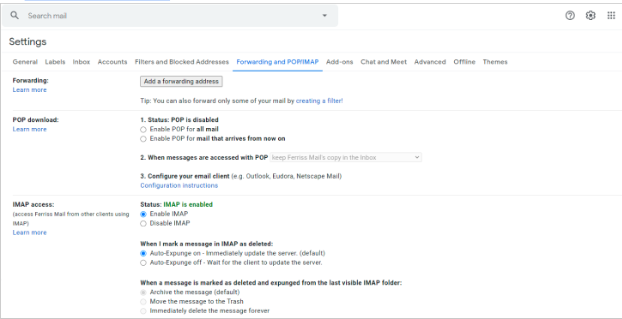 Search mail
Settings
General Labels Inbox Accounts Filters and Blocked Addresses Forwarding and POP/IMAP Add-ons Chat and Meet Advanced Offline Themes
Forwarding: Add a forwarding address
Learn more
Tip: You can also forward only some of your mail by creating a filter!
POP download: 1. Status: POP is disabled
Learn more Enable POP for all mail
Enable POP for mail that arrives from now on
2. When messages are accessed with POP keep Ferriss Mail's copy in the Inbox
3. Configure your email client (e.g. Outlook, Eudora, Netscape Mail)
Configuration instructions
IMAP access: Status: IMAP is enabled
(access Ferriss Mail from other clients using Enable IMAP
IMAP) Disable IMAP
Learn more
When I mark a message in IMAP as deleted:
Auto-Expunge on - Immediately update the server. (default)
Auto-Expunge off - Wait for the client to update the server.
When a message is marked as deleted and expunged from the last visible IMAP folder:
Archive the message (default)
Move the message to the Trash
Immediately delete the message forever